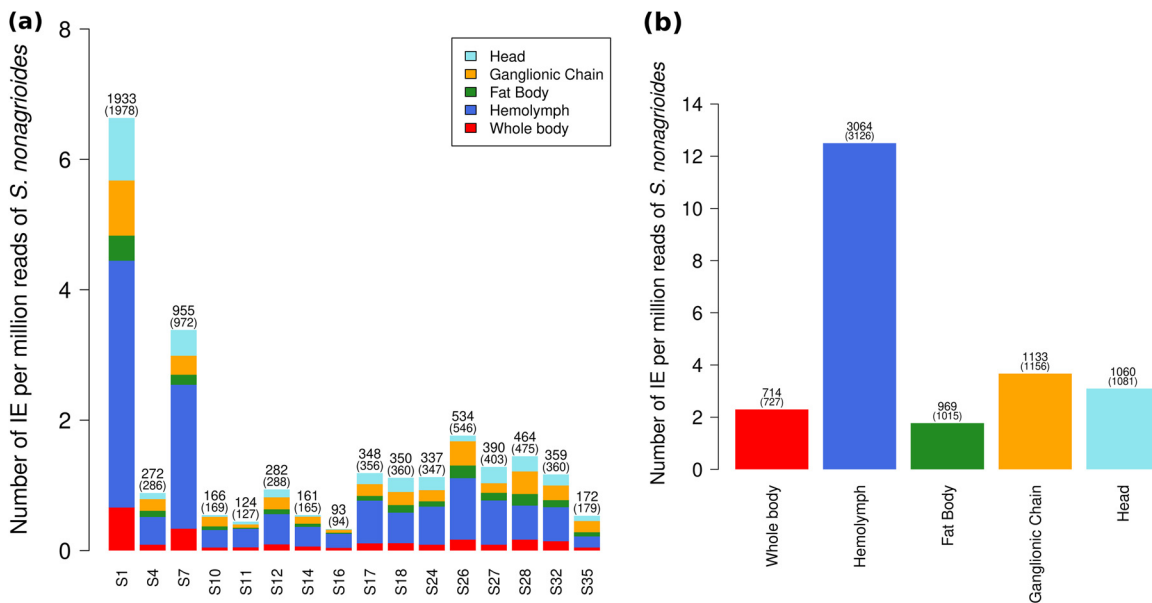 (a)
Number of IE per million reads of S. nonagrioides
8
6
4
2
0
Head
Ganglionic Chain
Fat Body
Hemolymph
Whole body
1933
(1978)
272
(286)
955
(972)
166
(169)
124
(127)
282
(288)
161
(165)
93
(94)
348
(356)
350
(360)
337
(347)
534
(546)
390
(403)
464
(475)
359
(360)
172
(179)
S1
S4
S7
S10
S11
S12
S14
S16
S17
S18
S24
S26
S27
S28
S32
S35
(b)
Number of IE per million reads of S. nonagrioides
14
12
10
8
6
4
2
0
714
(727)
3064
(3126)
969
(1015)
1133
(1156)
1060
(1081)
Whole body
Hemolymph
Fat Body
Ganglionic Chain
Head